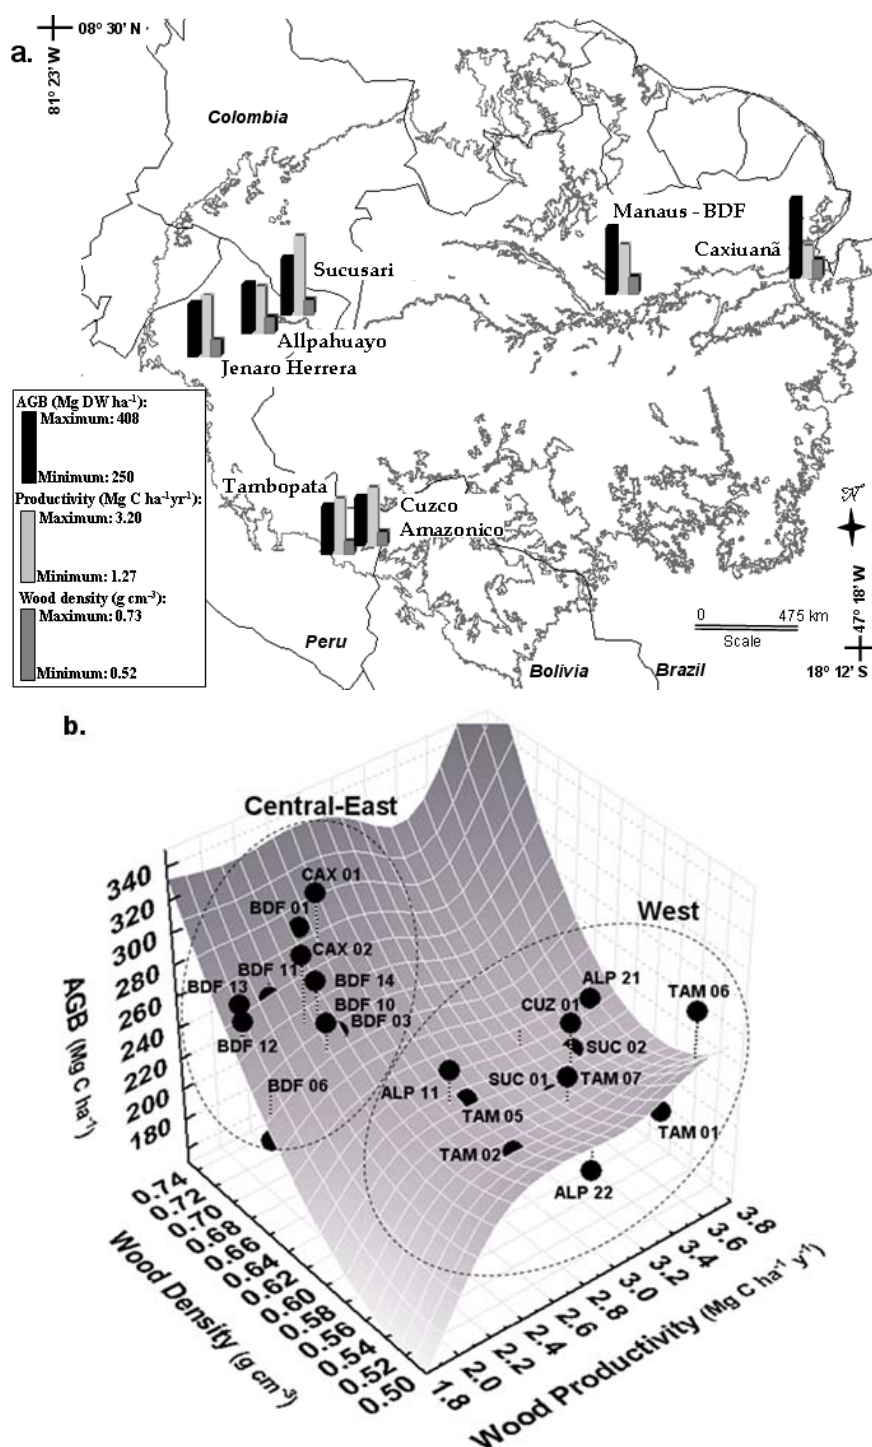 08° 30' N
a.
81° 23' W
Colombia
Manaus - BDF
Caxiuanã
Sucusari
Allpahuayo
Jenaro Herrera
AGB (Mg DW ha⁻¹):
Maximum: 408
Minimum: 250
Productivity (Mg C ha⁻¹yr⁻¹):
Maximum: 3.20
Minimum: 1.27
Wood density (g cm⁻³):
Maximum: 0.73
Minimum: 0.52
Tambopata
Cuzco
Amazonico
N
0 475 km
Scale
47° 18' W
18° 12' S
Peru
Bolivia
Brazil
b.
Central-East
West
CAX 01
BDF 01
CAX 02
BDF 11
BDF 14
BDF 13
BDF 10
BDF 03
BDF 12
BDF 06
ALP 21
TAM 06
CUZ 01
SUC 02
SUC 01
TAM 07
ALP 11
TAM 05
TAM 01
TAM 02
ALP 22
340
320
300
280
260
240
220
200
180
AGB (Mg C ha⁻¹)
0.74
0.72
0.70
0.68
0.66
0.64
0.62
0.60
0.58
0.56
0.54
0.52
0.50
Wood Density (g cm⁻³)
1.8
2.0
2.2
2.4
2.6
2.8
3.0
3.2
3.4
3.6
3.8
Wood Productivity (Mg C ha⁻¹ y⁻¹)